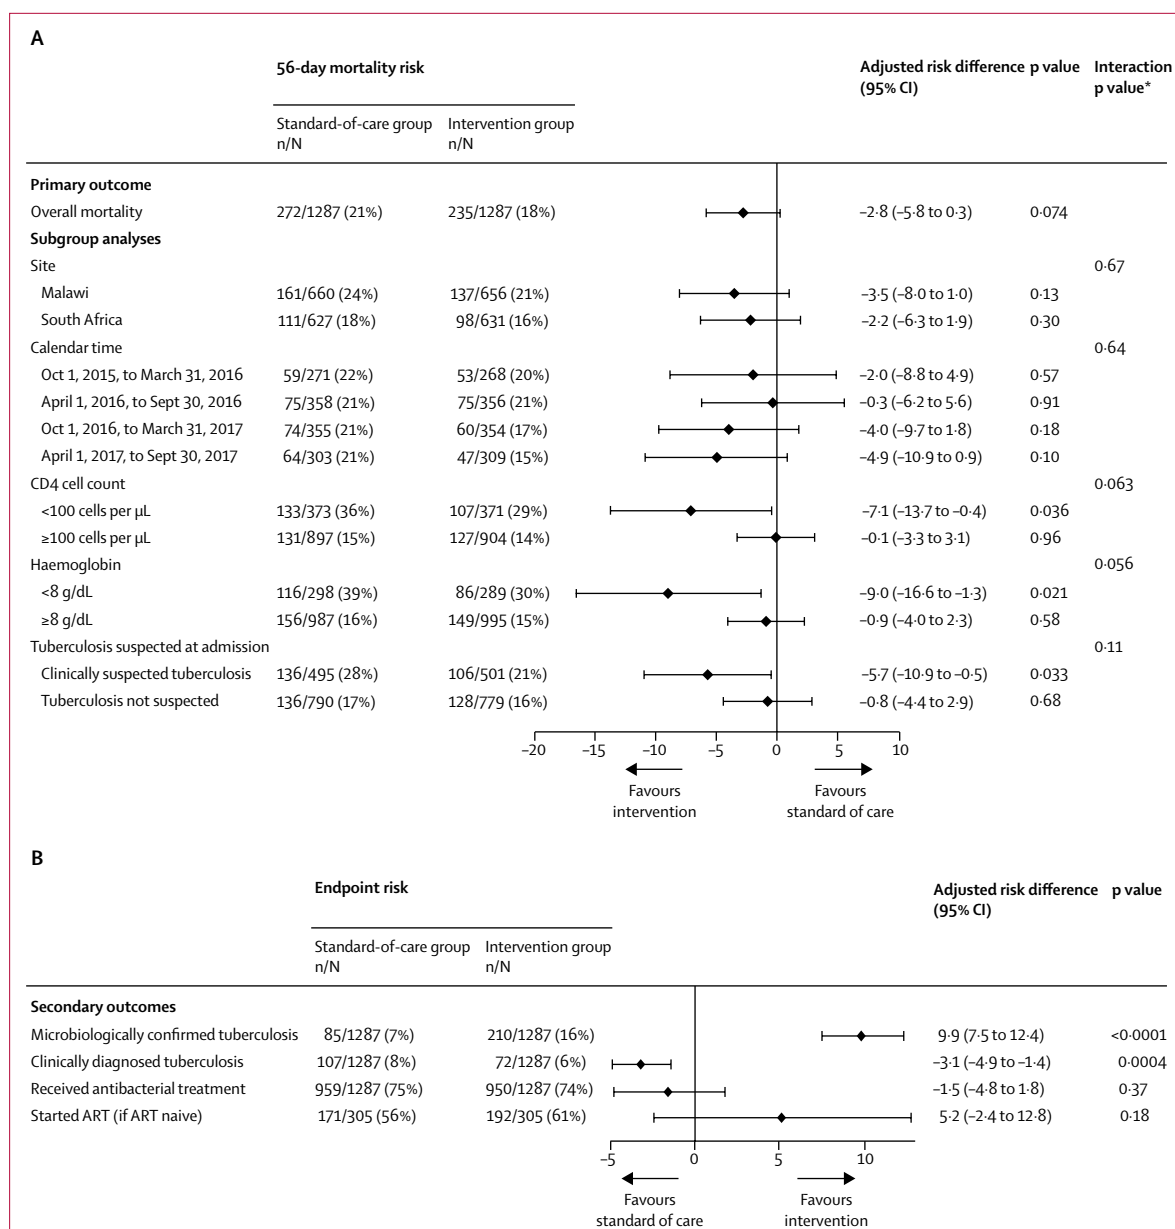 A
56-day mortality risk Adjusted risk difference p value Interaction
(95% CI) p value*
Standard-of-care group Intervention group
n/N n/N
Primary outcome
Overall mortality 272/1287 (21%) 235/1287 (18%) –2·8 (–5·8 to 0·3) 0·074
Subgroup analyses
Site 0·67
Malawi 161/660 (24%) 137/656 (21%) –3·5 (–8·0 to 1·0) 0·13
South Africa 111/627 (18%) 98/631 (16%) –2·2 (–6·3 to 1·9) 0·30
Calendar time 0·64
Oct 1, 2015, to March 31, 2016 59/271 (22%) 53/268 (20%) –2·0 (–8·8 to 4·9) 0·57
April 1, 2016, to Sept 30, 2016 75/358 (21%) 75/356 (21%) –0·3 (–6·2 to 5·6) 0·91
Oct 1, 2016, to March 31, 2017 74/355 (21%) 60/354 (17%) –4·0 (–9·7 to 1·8) 0·18
April 1, 2017, to Sept 30, 2017 64/303 (21%) 47/309 (15%) –4·9 (–10·9 to 0·9) 0·10
CD4 cell count 0·063
<100 cells per µL 133/373 (36%) 107/371 (29%) –7·1 (–13·7 to –0·4) 0·036
≥100 cells per µL 131/897 (15%) 127/904 (14%) –0·1 (–3·3 to 3·1) 0·96
Haemoglobin 0·056
<8 g/dL 116/298 (39%) 86/289 (30%) –9·0 (–16·6 to –1·3) 0·021
≥8 g/dL 156/987 (16%) 149/995 (15%) –0·9 (–4·0 to 2·3) 0·58
Tuberculosis suspected at admission 0·11
Clinically suspected tuberculosis 136/495 (28%) 106/501 (21%) –5·7 (–10·9 to –0·5) 0·033
Tuberculosis not suspected 136/790 (17%) 128/779 (16%) –0·8 (–4·4 to 2·9) 0·68
–20 –15 –10 –5 0 5 10
Favours Favours
intervention standard of care
B
Endpoint risk Adjusted risk difference p value
(95% CI)
Standard-of-care group Intervention group
n/N n/N
Secondary outcomes
Microbiologically confirmed tuberculosis 85/1287 (7%) 210/1287 (16%) 9·9 (7·5 to 12·4) <0·0001
Clinically diagnosed tuberculosis 107/1287 (8%) 72/1287 (6%) –3·1 (–4·9 to –1·4) 0·0004
Received antibacterial treatment 959/1287 (75%) 950/1287 (74%) –1·5 (–4·8 to 1·8) 0·37
Started ART (if ART naive) 171/305 (56%) 192/305 (61%) 5·2 (–2·4 to 12·8) 0·18
–5 0 5 10
Favours Favours
standard of care intervention